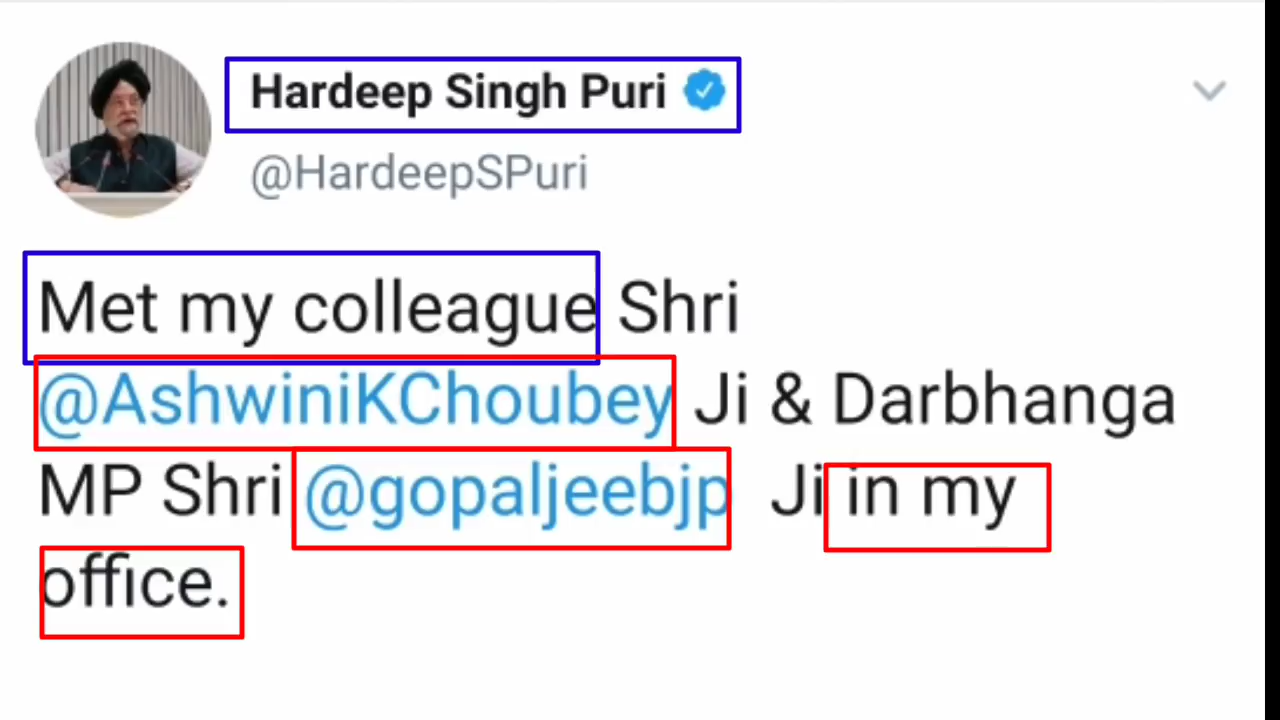 Hardeep Singh Puri
@HardeepSPuri
Met my colleague Shri
@AshwiniKChoubey Ji & Darbhanga
MP Shri @gopaljeebjp Ji in my
office.